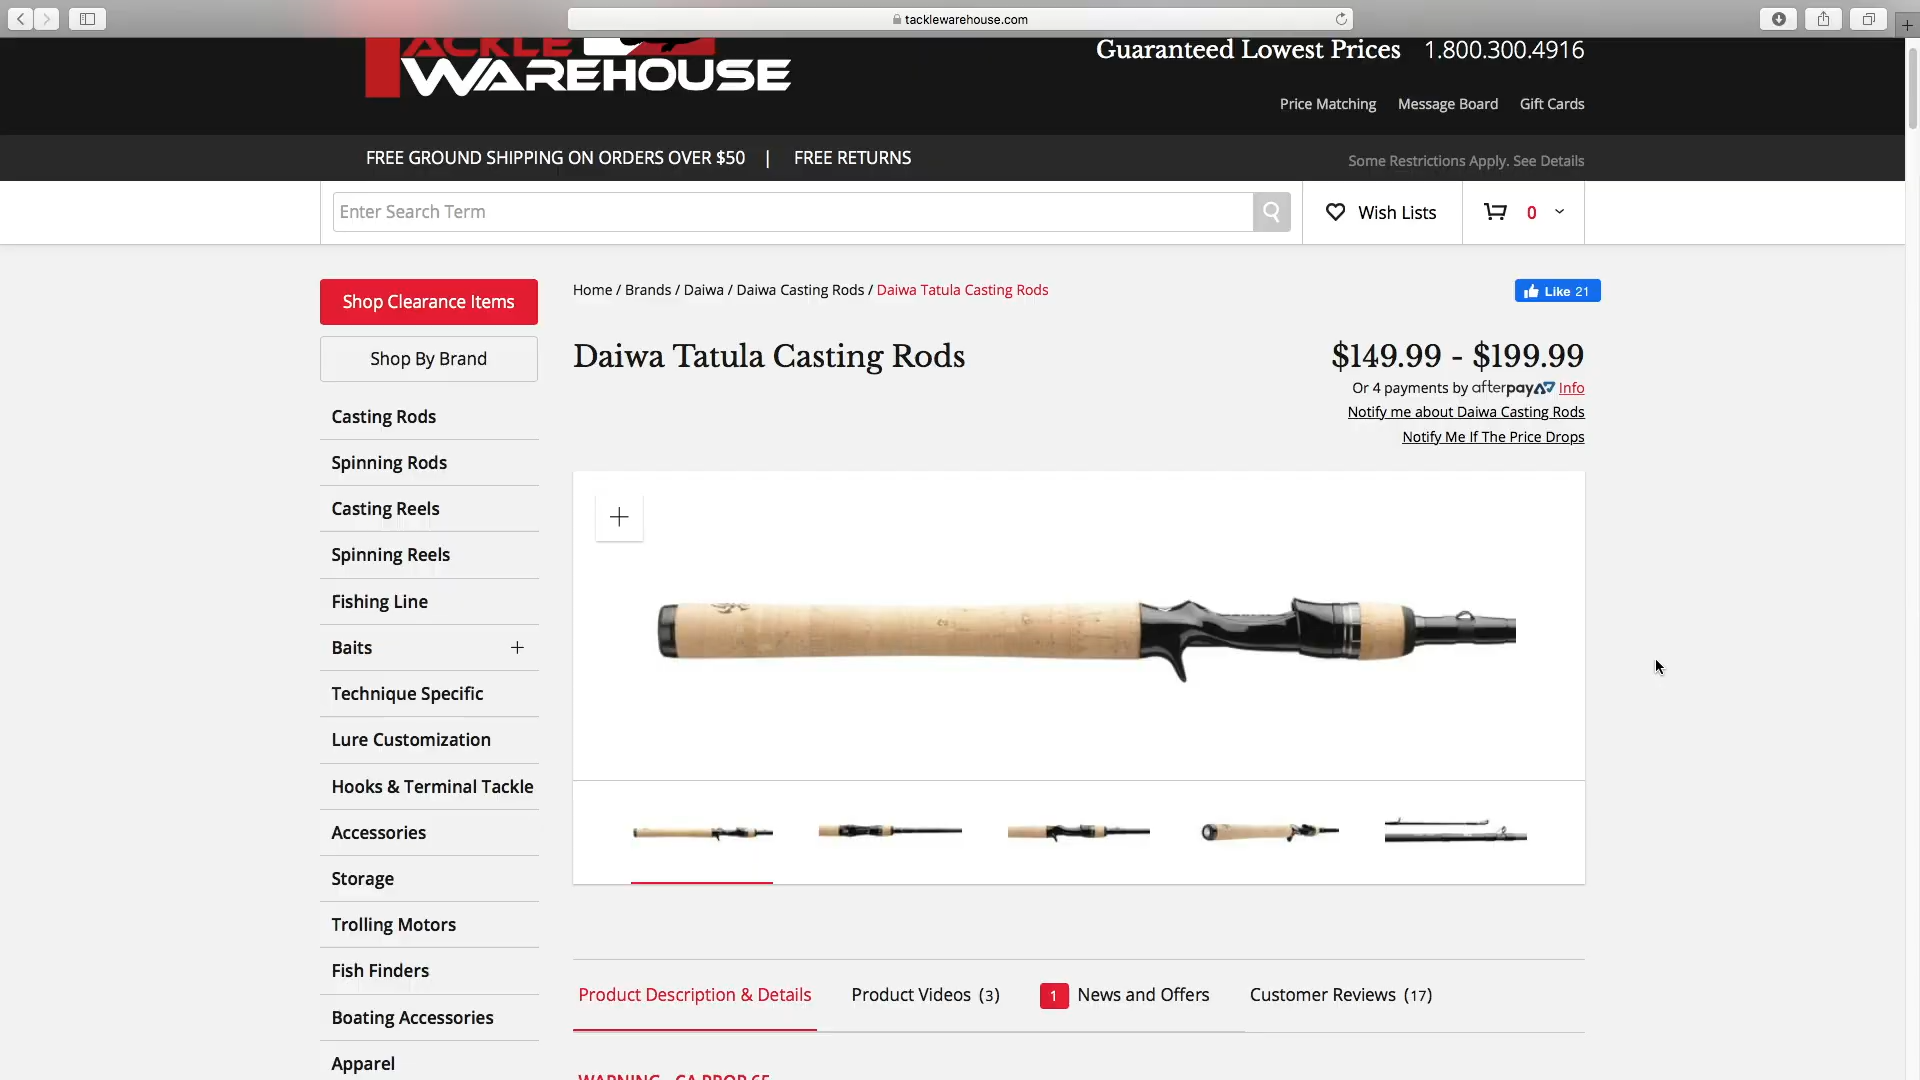 tacklewarehouse.com
TACKLE
WAREHOUSE
Guaranteed Lowest Prices 1.800.300.4916
Price Matching Message Board Gift Cards
FREE GROUND SHIPPING ON ORDERS OVER $50 | FREE RETURNS
Some Restrictions Apply. See Details
Enter Search Term
Wish Lists
0
Shop Clearance Items
Shop By Brand
Casting Rods
Spinning Rods
Casting Reels
Spinning Reels
Fishing Line
Baits +
Technique Specific
Lure Customization
Hooks & Terminal Tackle
Accessories
Storage
Trolling Motors
Fish Finders
Boating Accessories
Apparel
Home / Brands / Daiwa / Daiwa Casting Rods / Daiwa Tatula Casting Rods
Like 21
Daiwa Tatula Casting Rods
$149.99 - $199.99
Or 4 payments by afterpay Info
Notify me about Daiwa Casting Rods
Notify Me If The Price Drops
Product Description & Details
Product Videos (3)
1 News and Offers
Customer Reviews (17)
WARNING - CA PROP 65